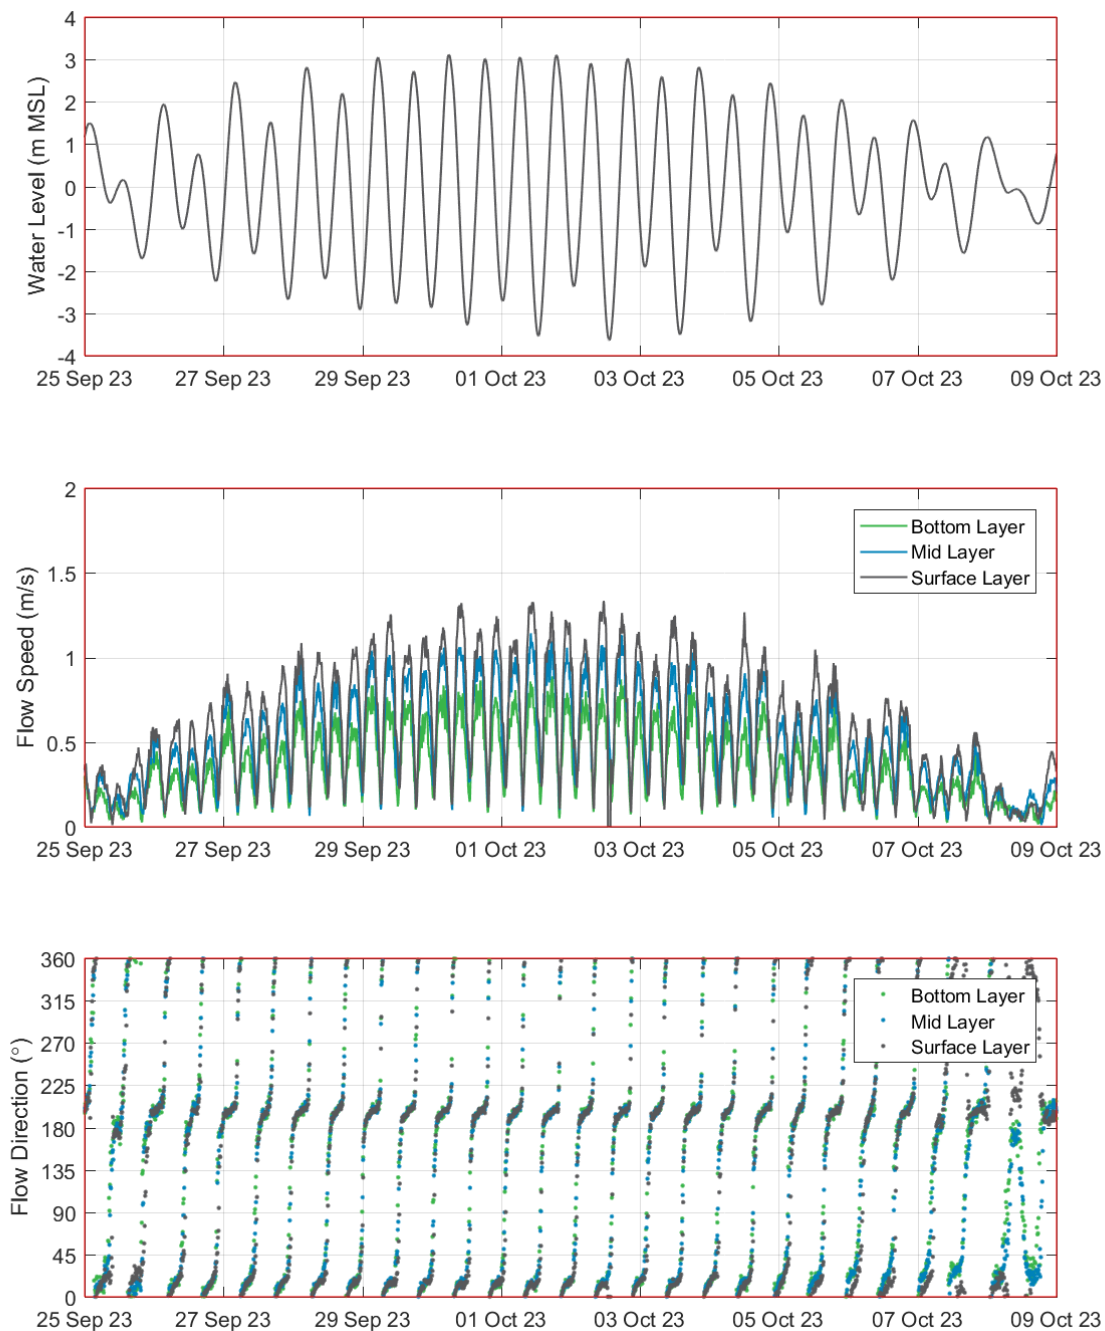 4
3
2
1
0
-1
-2
-3
-4
Water Level (m MSL)
25 Sep 23 27 Sep 23 29 Sep 23 01 Oct 23 03 Oct 23 05 Oct 23 07 Oct 23 09 Oct 23
2
1.5
1
0.5
0
Flow Speed (m/s)
Bottom Layer
Mid Layer
Surface Layer
25 Sep 23 27 Sep 23 29 Sep 23 01 Oct 23 03 Oct 23 05 Oct 23 07 Oct 23 09 Oct 23
360
315
270
225
180
135
90
45
0
Flow Direction (°)
Bottom Layer
Mid Layer
Surface Layer
25 Sep 23 27 Sep 23 29 Sep 23 01 Oct 23 03 Oct 23 05 Oct 23 07 Oct 23 09 Oct 23